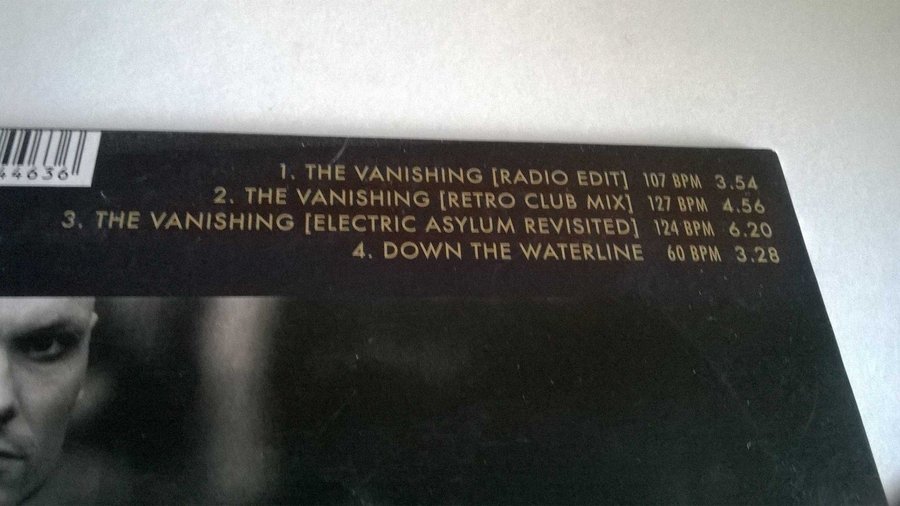 44636
1. THE VANISHING [RADIO EDIT] 107 BPM 3.54
2. THE VANISHING [RETRO CLUB MIX] 127 BPM 4.56
3. THE VANISHING [ELECTRIC ASYLUM REVISITED] 124 BPM 6.20
4. DOWN THE WATERLINE 60 BPM 3.28